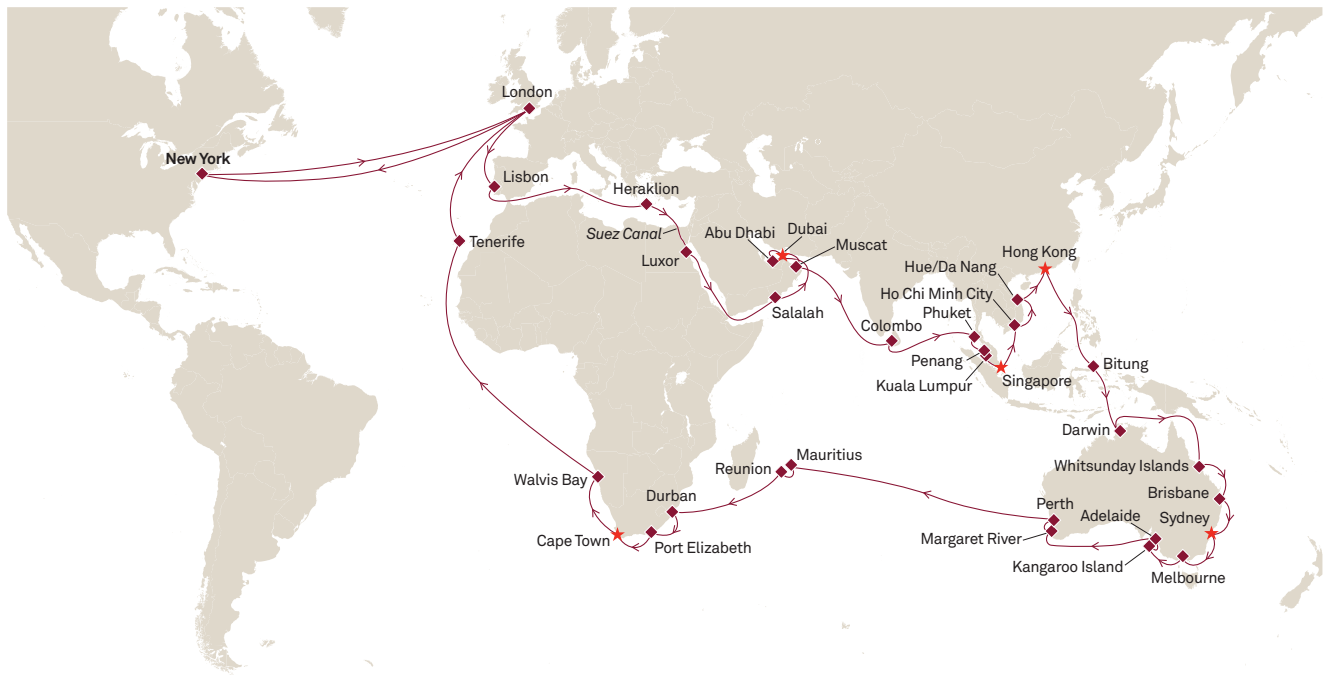 London
New York
Lisbon
Heraklion
Suez Canal
Abu Dhabi
Dubai
Muscat
Tenerife
Luxor
Hong Kong
Hue/Da Nang
Ho Chi Minh City
Salalah
Phuket
Colombo
Penang
Bitung
Kuala Lumpur
Singapore
Darwin
Mauritius
Whitsunday Islands
Reunion
Walvis Bay
Durban
Brisbane
Perth
Adelaide
Sydney
Cape Town
Port Elizabeth
Margaret River
Kangaroo Island
Melbourne